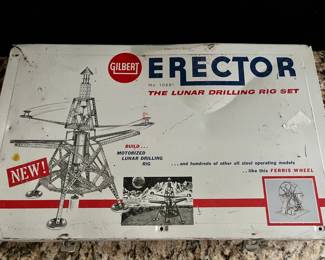 GILBERT
ERECTOR
THE LUNAR DRILLING RIG SET
BUILD...
MOTORIZED
LUNAR DRILLING
RIG
...and hundreds of other all steel operating models
...like this FERRIS WHEEL
NEW!